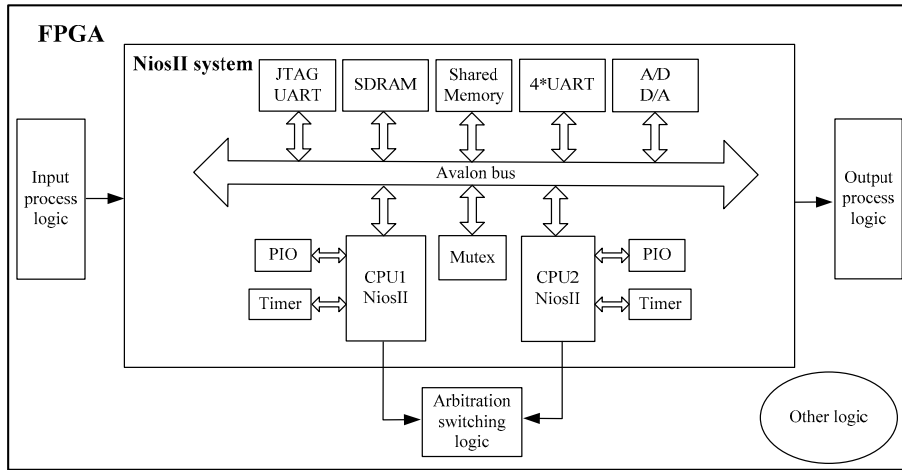 FPGA
NiosII system
JTAG
UART
SDRAM
Shared
Memory
4*UART
A/D
D/A
Avalon bus
Input
process
logic
Output
process
logic
PIO
Timer
CPU1
NiosII
Mutex
CPU2
NiosII
PIO
Timer
Arbitration
switching
logic
Other logic